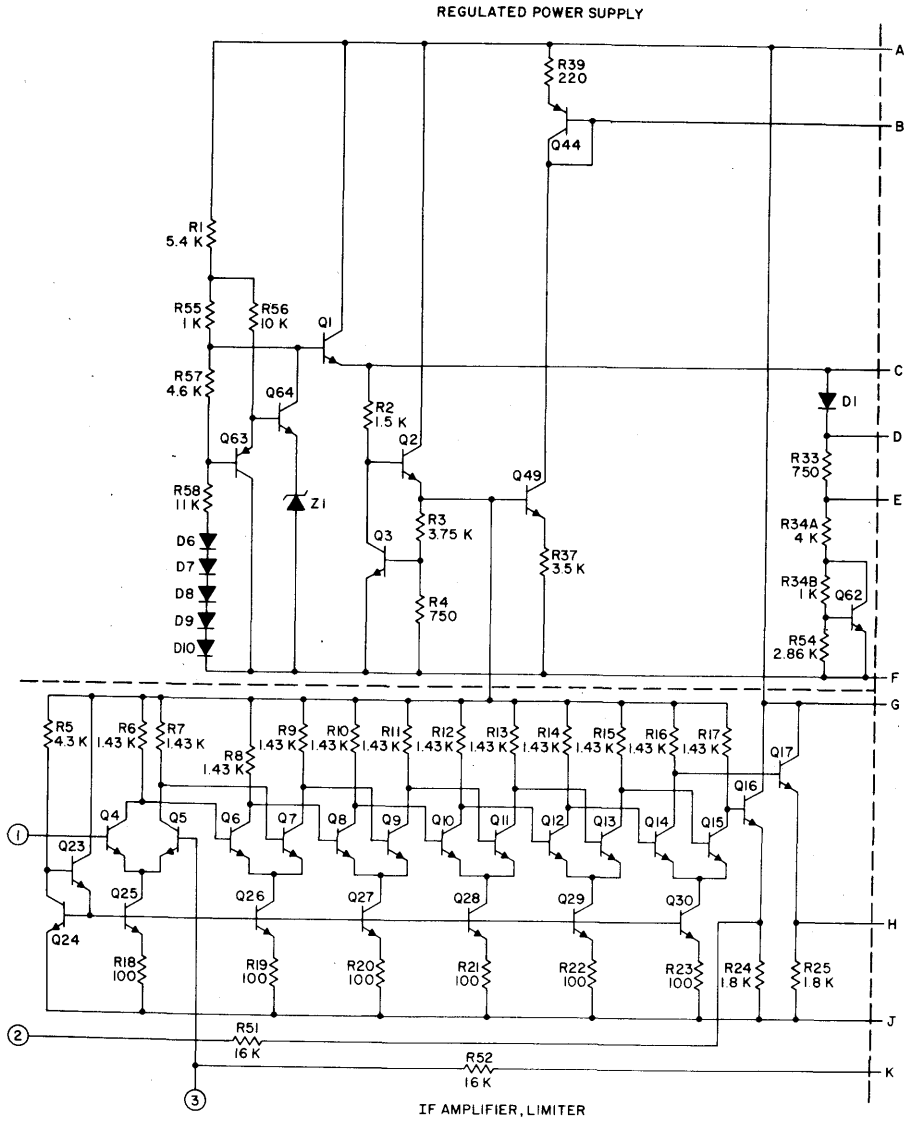 REGULATED POWER SUPPLY
A
R39
220
B
Q44
R1
5.4 K
R55
1 K
R56
10 K
Q1
R57
4.6 K
Q64
C
D1
R2
1.5 K
Q2
D
Q63
R33
750
Q49
R58
11 K
Z1
E
R3
3.75 K
Q3
R34A
4 K
D6
R37
3.5 K
D7
R34B
1 K
Q62
D8
R4
750
D9
R54
2.86 K
D10
F
G
R5
4.3 K
R6
1.43 K
R7
1.43 K
R8
1.43 K
R9
1.43 K
R10
1.43 K
R11
1.43 K
R12
1.43 K
R13
1.43 K
R14
1.43 K
R15
1.43 K
R16
1.43 K
R17
1.43 K
Q17
Q16
1
Q4
Q5
Q6
Q7
Q8
Q9
Q10
Q11
Q12
Q13
Q14
Q15
Q23
Q25
Q26
Q27
Q28
Q29
Q30
H
Q24
R18
100
R19
100
R20
100
R21
100
R22
100
R23
100
R24
1.8 K
R25
1.8 K
J
2
R51
16 K
R52
16 K
K
3
IF AMPLIFIER, LIMITER